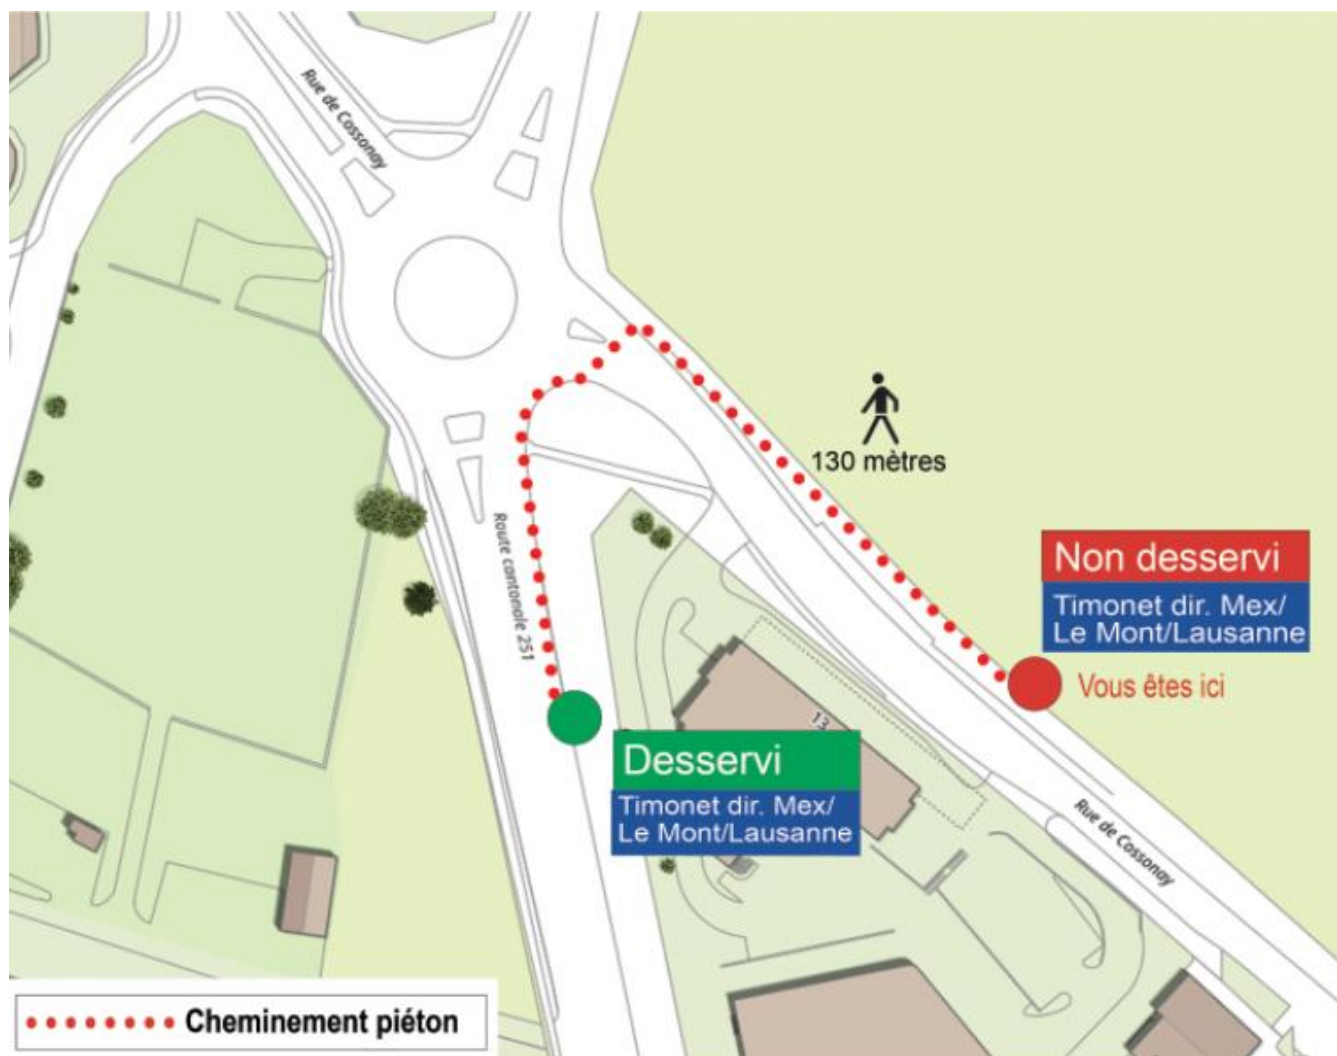 Rue de Cossonay
130 mètres
Non desservi
Timonet dir. Mex/
Le Mont/Lausanne
Vous êtes ici
Route cantonale 251
13
Desservi
Timonet dir. Mex/
Le Mont/Lausanne
Rue de Cossonay
Cheminement piéton